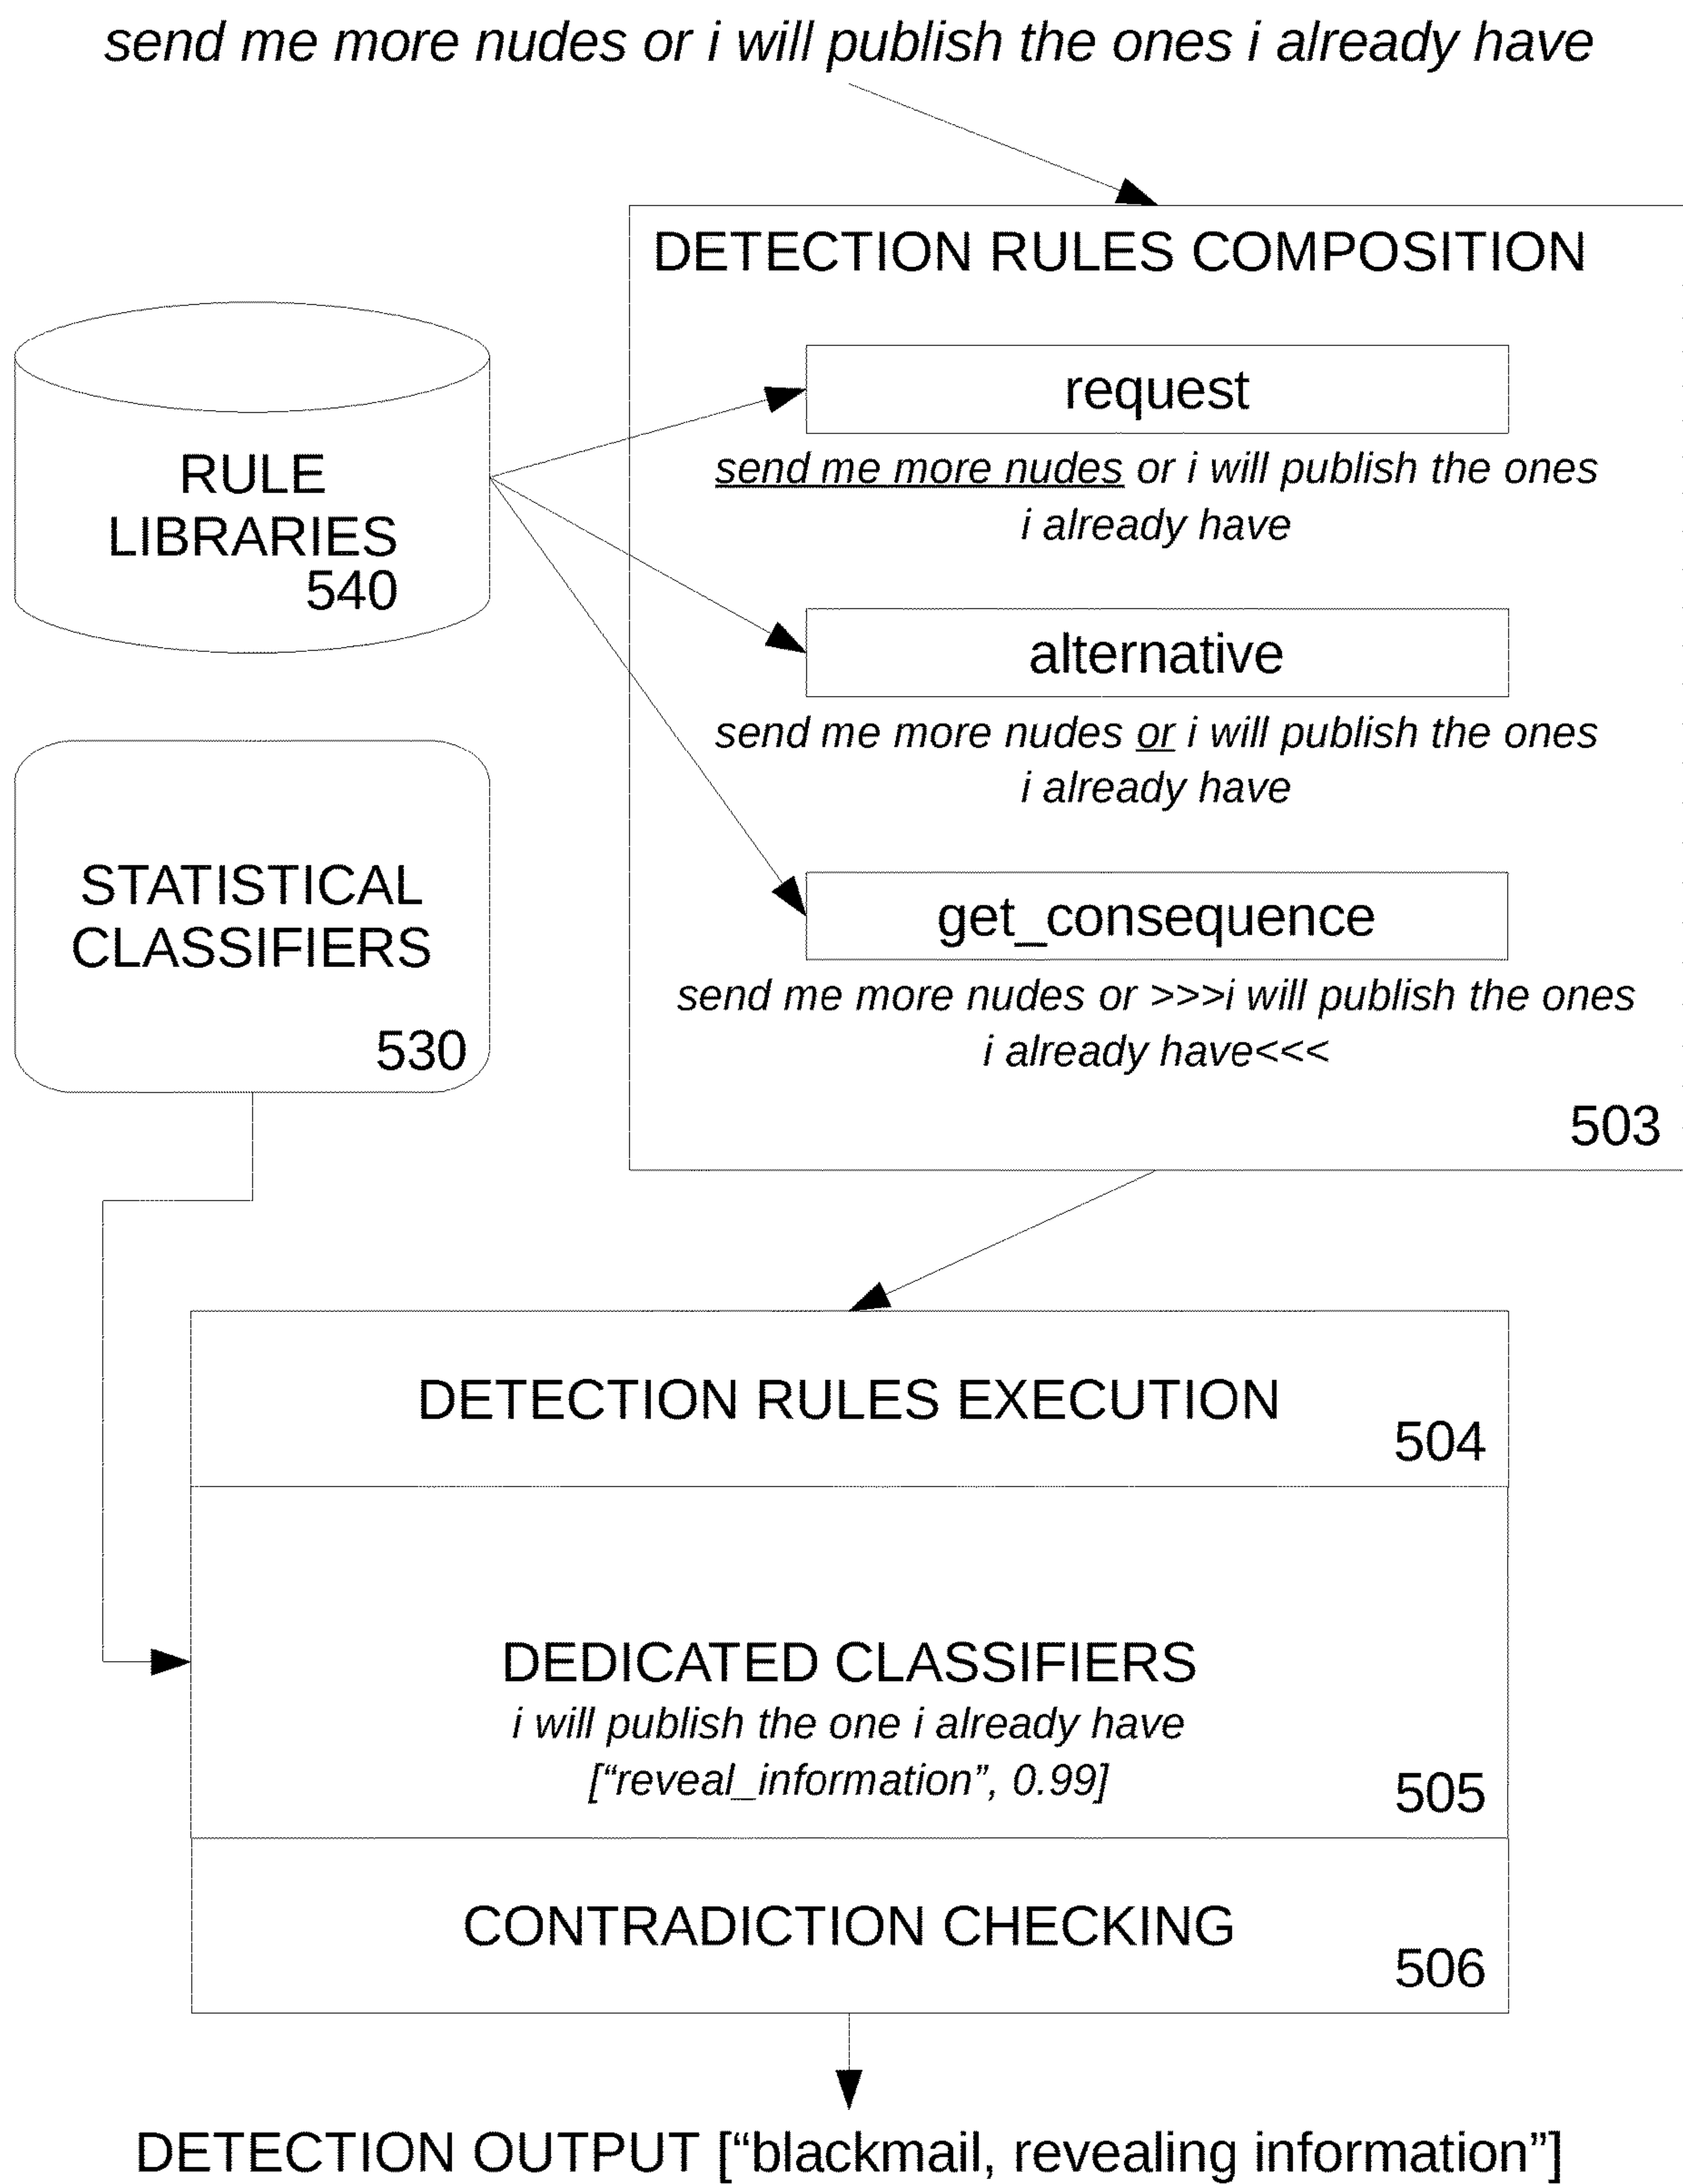 send me more nudes or i will publish the ones i already have
DETECTION RULES COMPOSITION
request
send me more nudes or i will publish the ones
i already have
alternative
send me more nudes or i will publish the ones
i already have
get_consequence
send me more nudes or >>>i will publish the ones
i already have<<<
503
RULE
LIBRARIES
540
STATISTICAL
CLASSIFIERS
530
DETECTION RULES EXECUTION
504
DEDICATED CLASSIFIERS
i will publish the one i already have
[“reveal_information”, 0.99]
505
CONTRADICTION CHECKING
506
DETECTION OUTPUT [“blackmail, revealing information”]